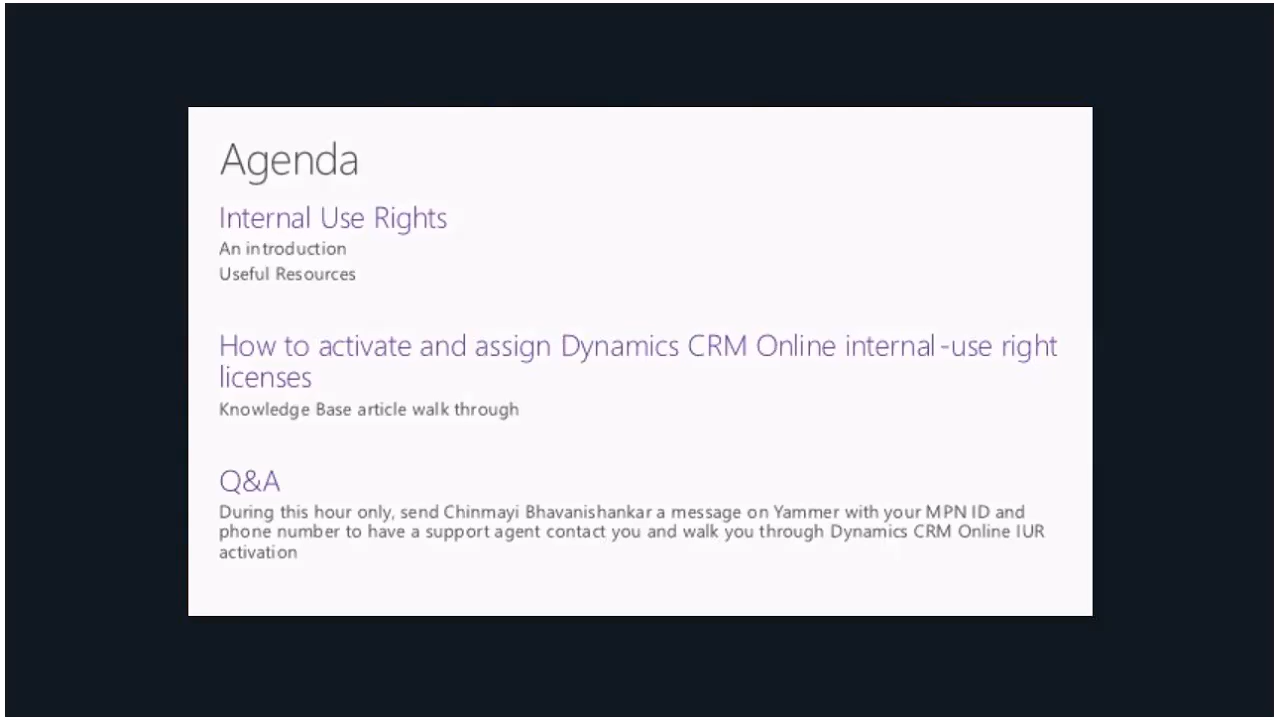 Agenda
Internal Use Rights
An introduction
Useful Resources
How to activate and assign Dynamics CRM Online internal-use right
licenses
Knowledge Base article walk through
Q&A
During this hour only, send Chinmayi Bhavanishankar a message on Yammer with your MPN ID and
phone number to have a support agent contact you and walk you through Dynamics CRM Online IUR
activation